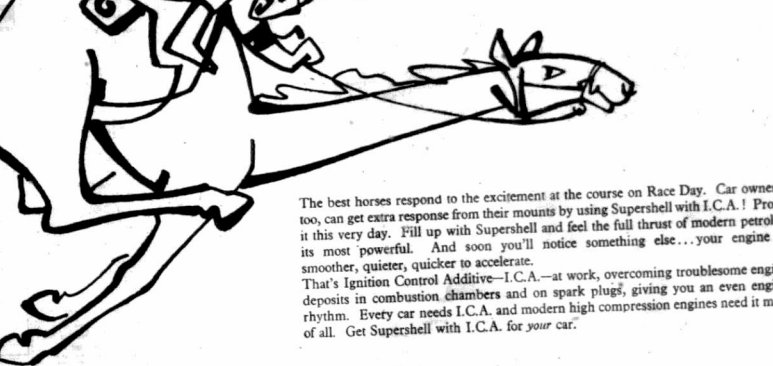 The best horses respond to the excitement at the course on Race Day. Car owne
too, can get extra response from their mounts by using Supershell with I.C.A.! Pro
it this very day. Fill up with Supershell and feel the full thrust of modern petrol
its most powerful. And soon you'll notice something else...your engine
smoother, quieter, quicker to accelerate.
That's Ignition Control Additive—I.C.A.—at work, overcoming troublesome engi
deposits in combustion chambers and on spark plugs, giving you an even eng
rhythm. Every car needs I.C.A. and modern high compression engines need it m
of all. Get Supershell with I.C.A. for your car.